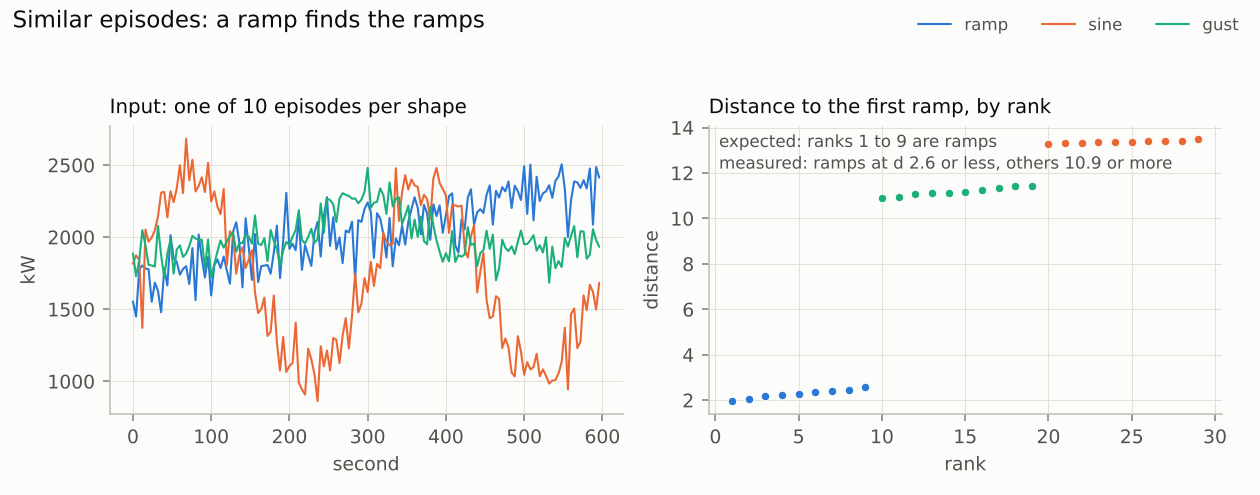 Similar episodes: a ramp finds the ramps
ramp
sine
gust
Input: one of 10 episodes per shape
kW
2500
2000
1500
1000
0 100 200 300 400 500 600
second
Distance to the first ramp, by rank
expected: ranks 1 to 9 are ramps
measured: ramps at d 2.6 or less, others 10.9 or more
distance
14
12
10
8
6
4
2
0 5 10 15 20 25 30
rank